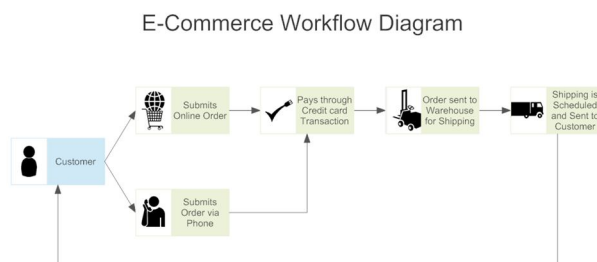 E-Commerce Workflow Diagram
Submits
Online Order
Pays through
Credit card
Transaction
Order sent to
Warehouse
for Shipping
Shipping is
Scheduled
and Sent to
Customer
Customer
Submits
Order via
Phone